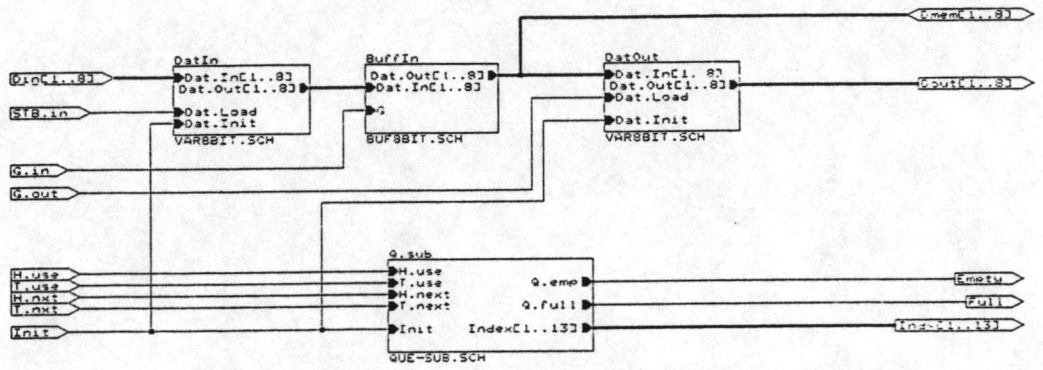 Dmem[1..8]
DatIn
BuffIn
DatOut
Din[1..8]
Dat.In[1..8]
Dat.Out[1..8]
Dat.Out[1..8]
Dat.In[1..8]
Dat.In[1..8]
Dat.Out[1..8]
Dout[1..8]
STB.in
Dat.Load
Dat.Init
G
Dat.Load
Dat.Init
VAR8BIT.SCH
BUF8BIT.SCH
VAR8BIT.SCH
G.in
G.out
Q.sub
H.use
T.use
H.nxt
T.nxt
Init
H.use
T.use
H.next
T.next
Init
Q.emp
Q.full
Index[1..13]
Empty
Full
Indx[1..13]
QUE-SUB.SCH